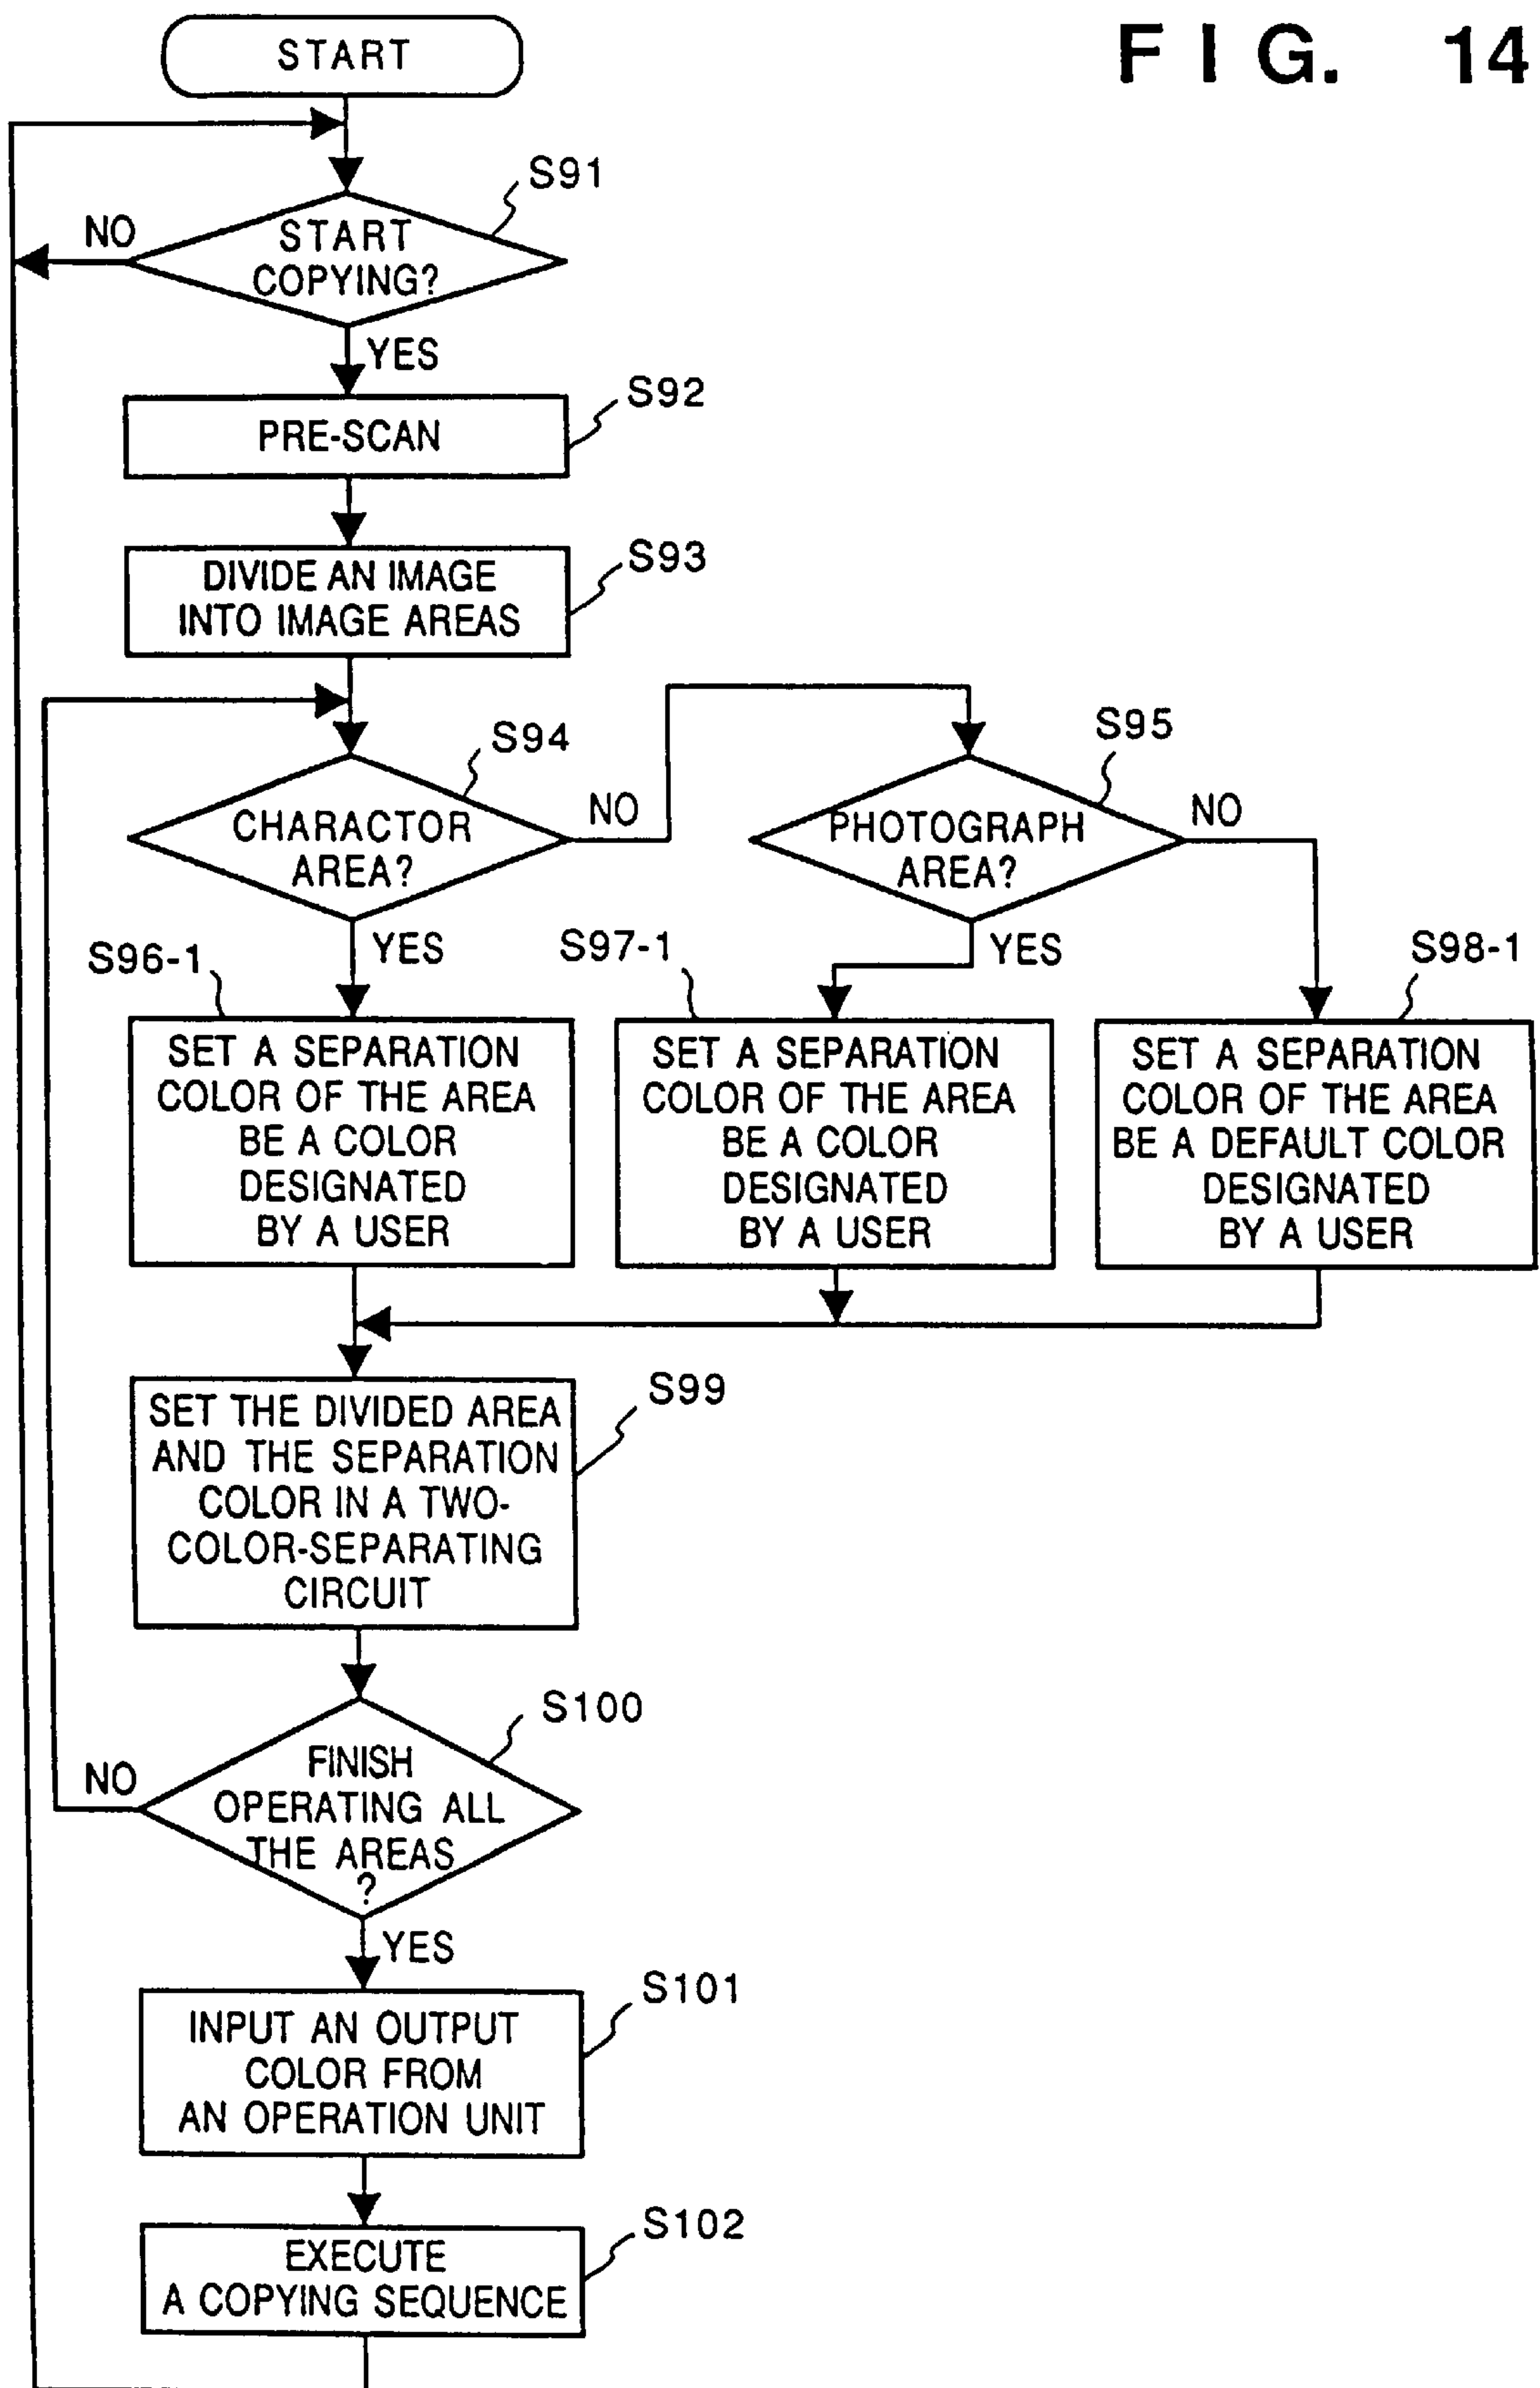 FIG. 14
START
S91
NO
START
COPYING?
YES
S92
PRE-SCAN
S93
DIVIDE AN IMAGE
INTO IMAGE AREAS
S94
NO
CHARACTOR
AREA?
S95
NO
PHOTOGRAPH
AREA?
S96-1
YES
S97-1
YES
S98-1
SET A SEPARATION
COLOR OF THE AREA
BE A COLOR
DESIGNATED
BY A USER
SET A SEPARATION
COLOR OF THE AREA
BE A COLOR
DESIGNATED
BY A USER
SET A SEPARATION
COLOR OF THE AREA
BE A DEFAULT COLOR
DESIGNATED
BY A USER
S99
SET THE DIVIDED AREA
AND THE SEPARATION
COLOR IN A TWO-
COLOR-SEPARATING
CIRCUIT
S100
NO
FINISH
OPERATING ALL
THE AREAS
?
YES
S101
INPUT AN OUTPUT
COLOR FROM
AN OPERATION UNIT
S102
EXECUTE
A COPYING SEQUENCE